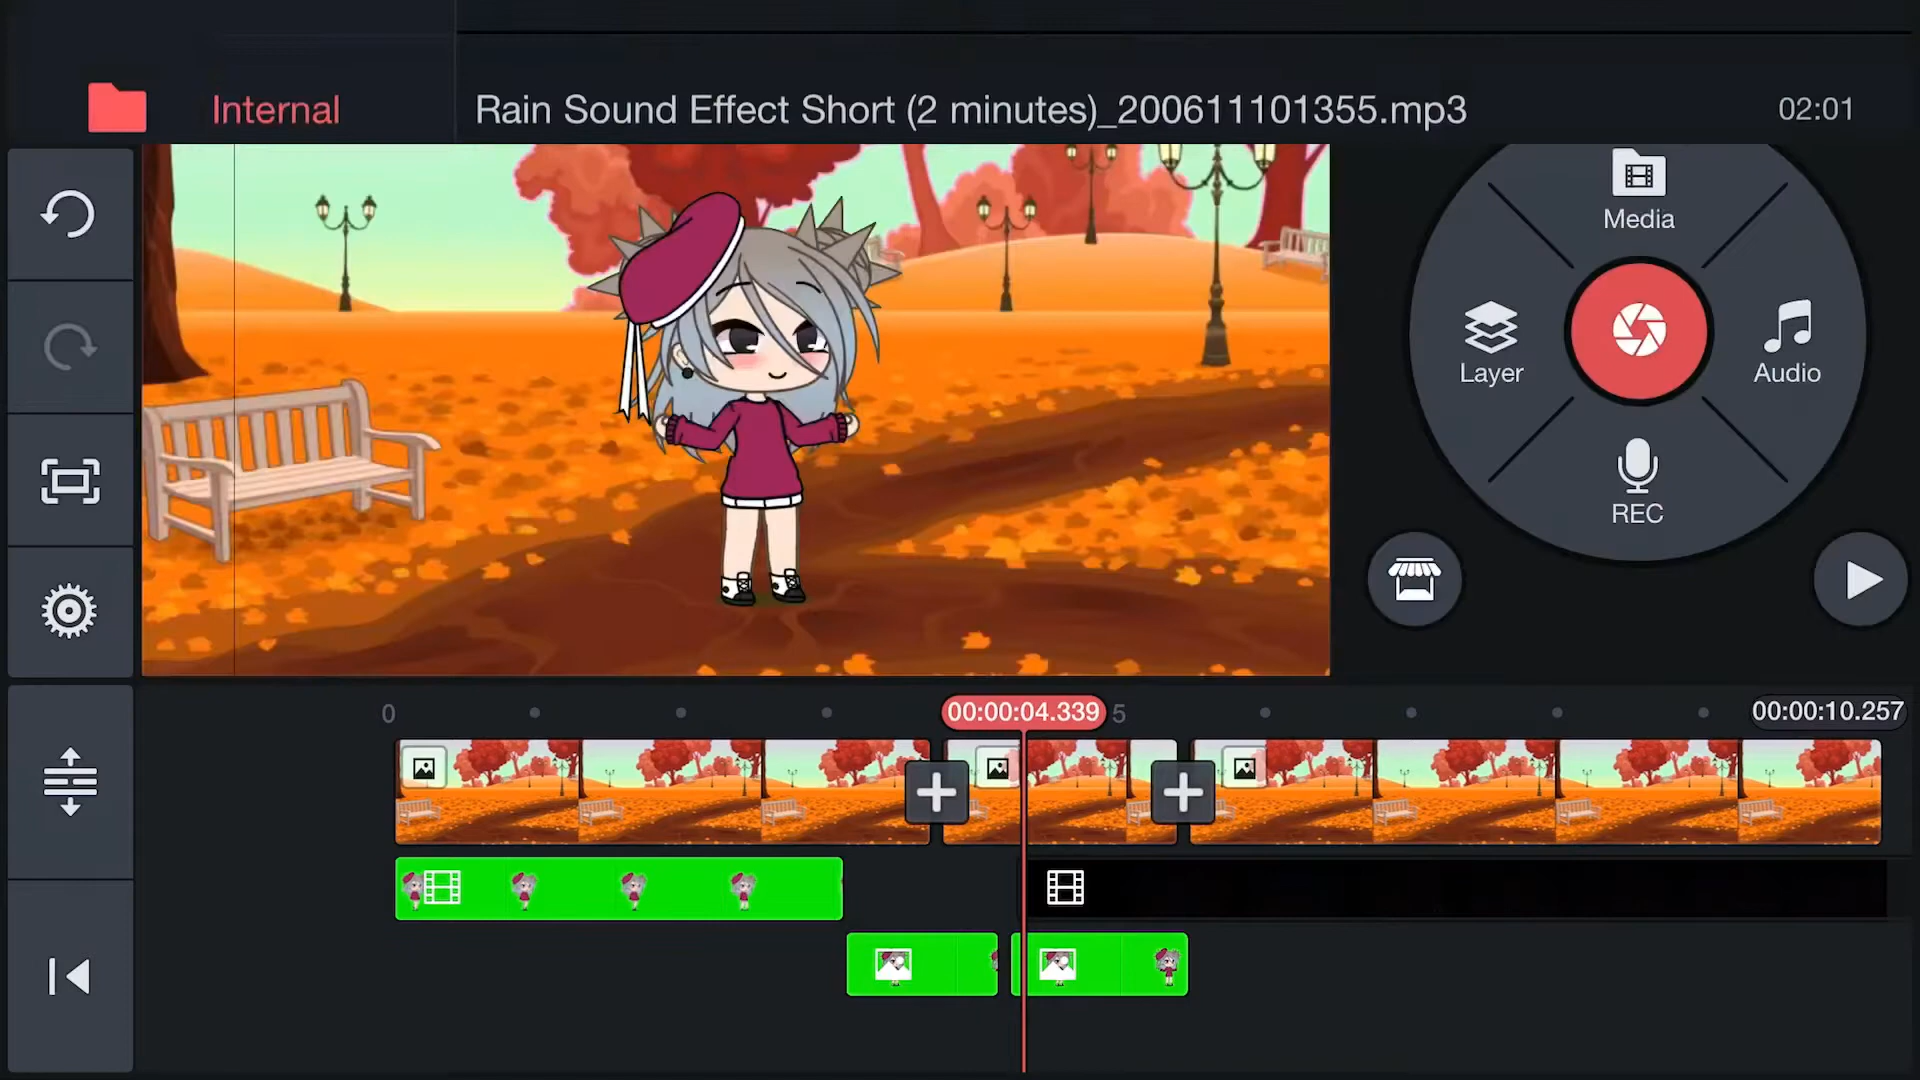 Internal
Rain Sound Effect Short (2 minutes)_200611101355.mp3
02:01
Media
Layer
Audio
REC
0
00:00:04.339
5
00:00:10.257